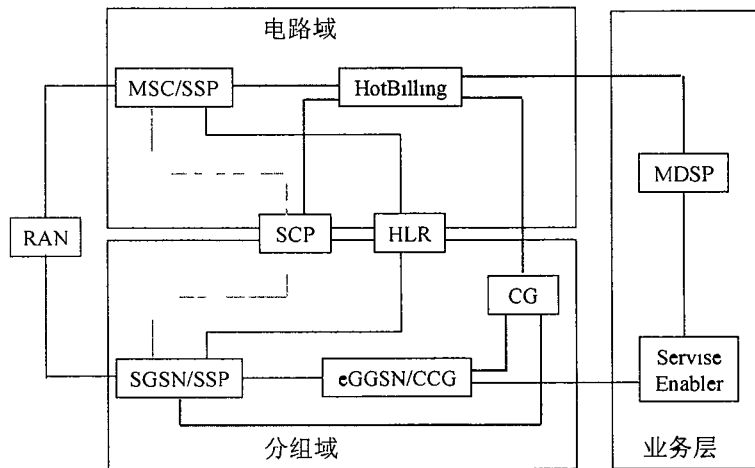 电路域
MSC/SSP
HotBilling
MDSP
RAN
SCP
HLR
CG
SGSN/SSP
eGGSN/CCG
Servise
Enabler
分组域
业务层